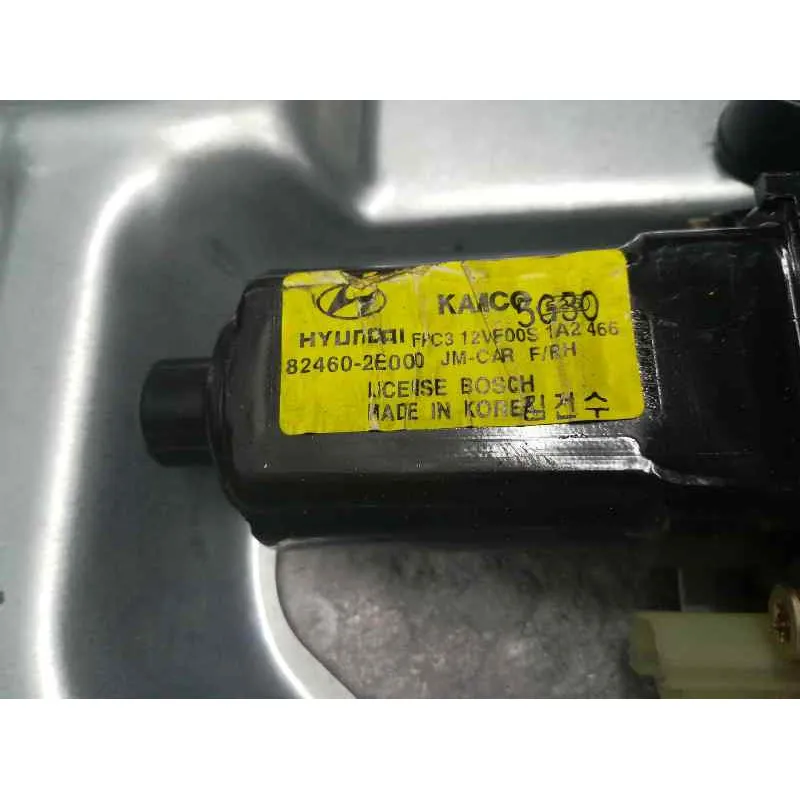 KAMCO 5G30
HYUNDAI FPC3 12VF00S 1A2 466
82460-2E000 JM-CAR F/RH
LICENSE BOSCH
MADE IN KOREA 김건수